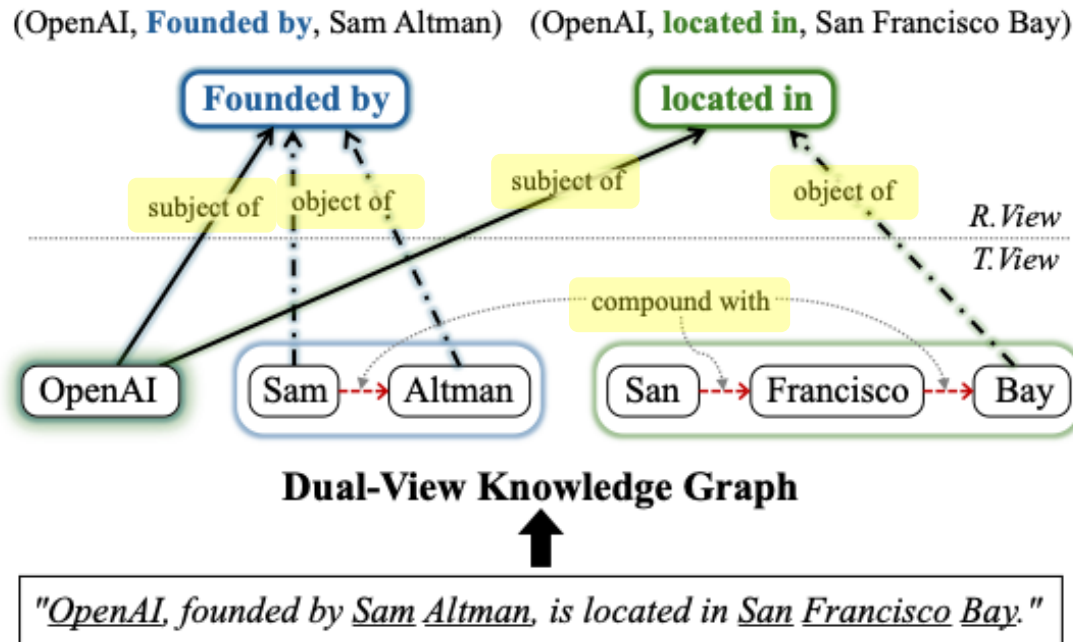 (OpenAI, Founded by, Sam Altman) (OpenAI, located in, San Francisco Bay)
Founded by located in
subject of object of subject of object of
R.View
T.View
compound with
OpenAI Sam Altman San Francisco Bay
Dual-View Knowledge Graph
"OpenAI, founded by Sam Altman, is located in San Francisco Bay."